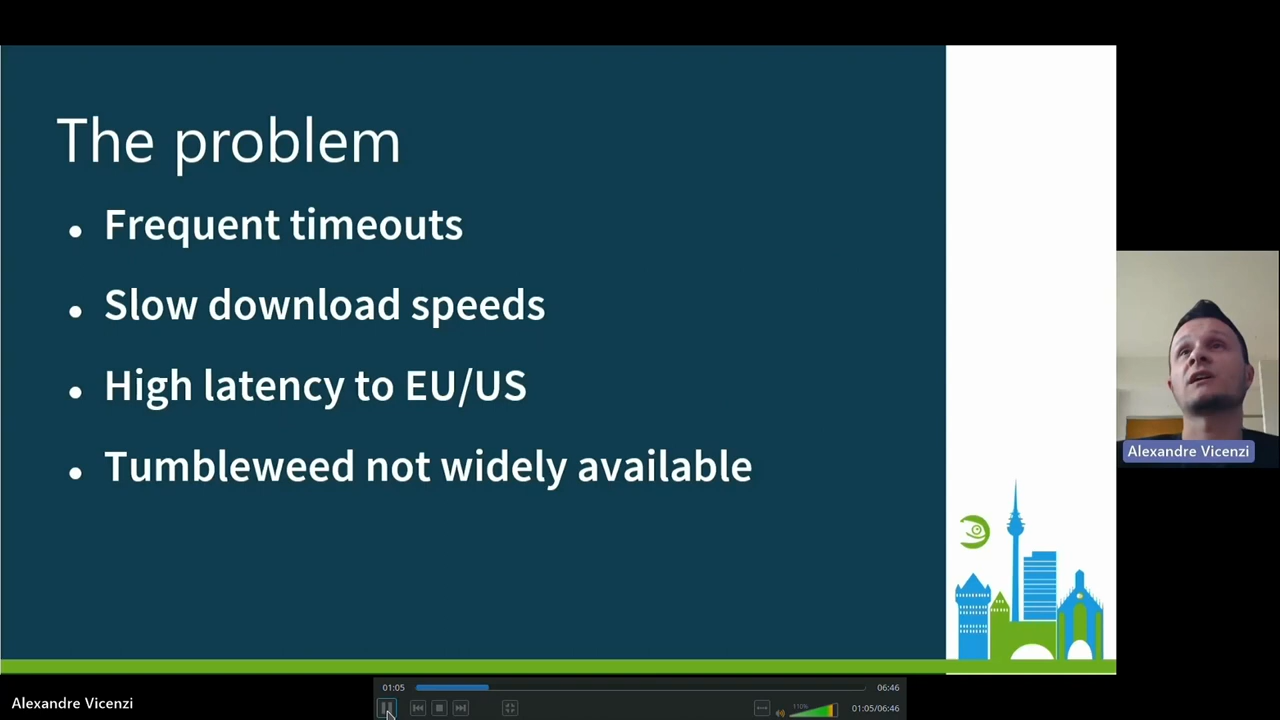 The problem
Frequent timeouts
Slow download speeds
High latency to EU/US
Tumbleweed not widely available
Alexandre Vicenzi
Alexandre Vicenzi
01:05
06:46
110%
01:05/06:46